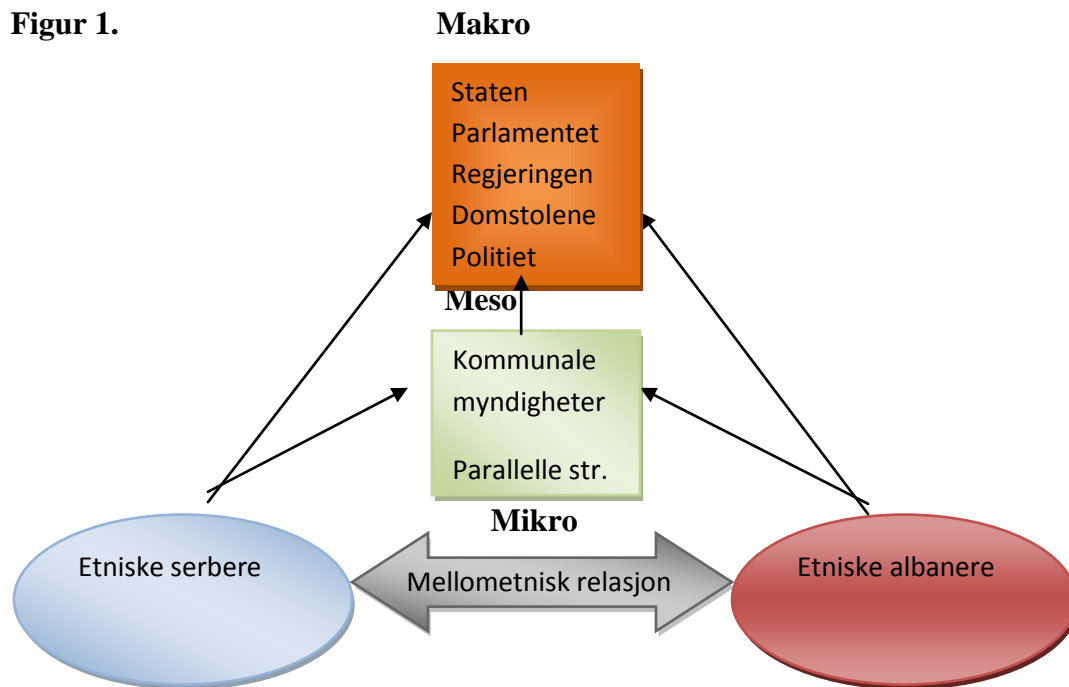 Figur 1.
Makro
Staten
Parlamentet
Regjeringen
Domstolene
Politiet
Meso
Kommunale
myndigheter
Parallelle str.
Mikro
Etniske serbere
Mellometnisk relasjon
Etniske albanere